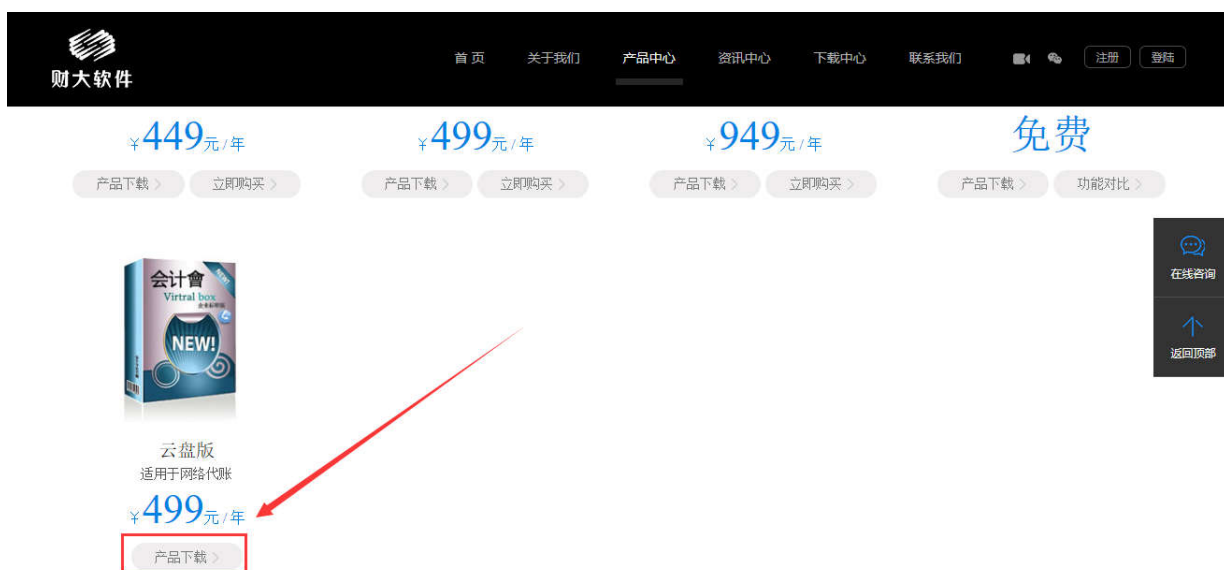 财大软件
首页 关于我们 产品中心 资讯中心 下载中心 联系我们 注册 登陆
¥449元/年 ¥499元/年 ¥949元/年 免费
产品下载 > 立即购买 > 产品下载 > 立即购买 > 产品下载 > 立即购买 > 产品下载 > 功能对比 >
在线咨询
返回顶部
会计會
NEW!
Virtral box
NEW!
云盘版
适用于网络代账
¥499元/年
产品下载 >